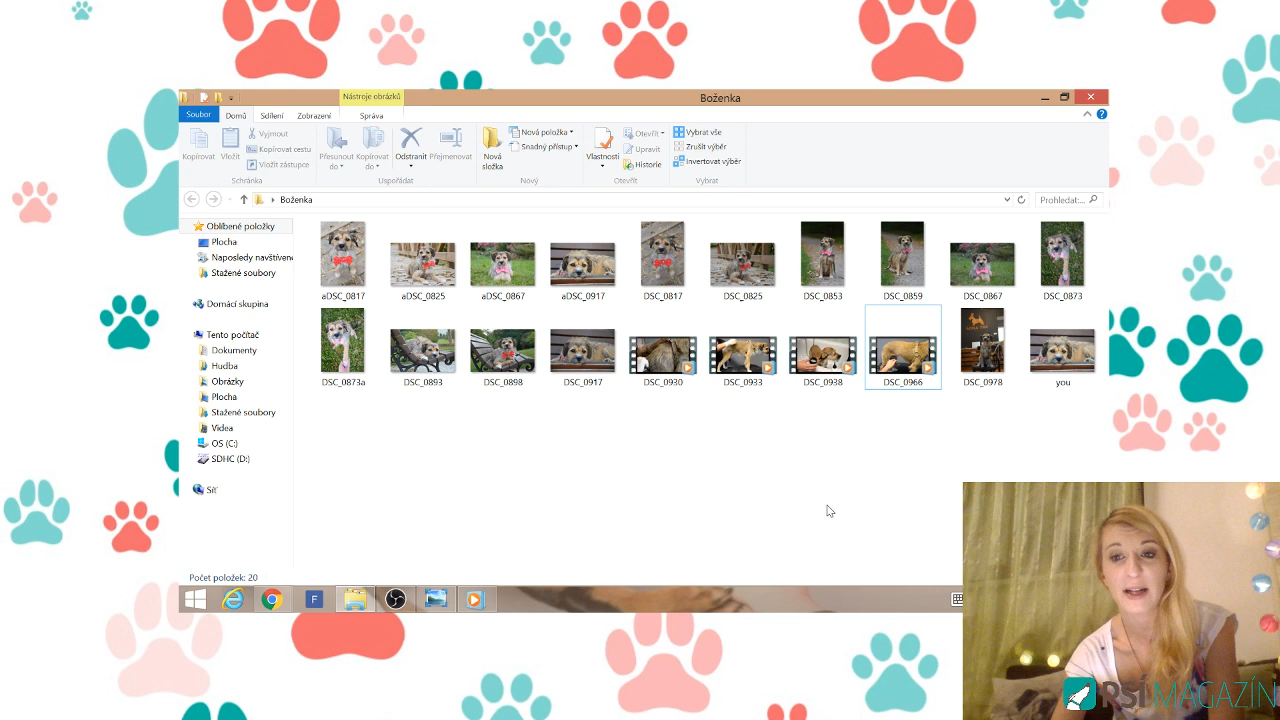 Nástroje obrázků
Boženka
Soubor
Domů
Sdílení
Zobrazení
Správa
Kopírovat
Vložit
Vyjmout
Kopírovat cestu
Vložit zástupce
Schránka
Přesunout do
Kopírovat do
Odstranit
Přejmenovat
Uspořádat
Nová složka
Nová položka
Snadný přístup
Nový
Vlastnosti
Otevřít
Upravit
Historie
Otevřít
Vybrat vše
Zrušit výběr
Invertovat výběr
Vybrat
Boženka
Prohledat:...
Oblíbené položky
Plocha
Naposledy navštívené
Stažené soubory
Domácí skupina
Tento počítač
Dokumenty
Hudba
Obrázky
Plocha
Stažené soubory
Videa
OS (C:)
SDHC (D:)
Síť
aDSC_0817
aDSC_0825
aDSC_0867
aDSC_0917
DSC_0817
DSC_0825
DSC_0853
DSC_0859
DSC_0867
DSC_0873
DSC_0873a
DSC_0893
DSC_0898
DSC_0917
DSC_0930
DSC_0933
DSC_0938
DSC_0966
DSC_0978
you
Počet položek: 20
F
PSÍ MAGAZÍN